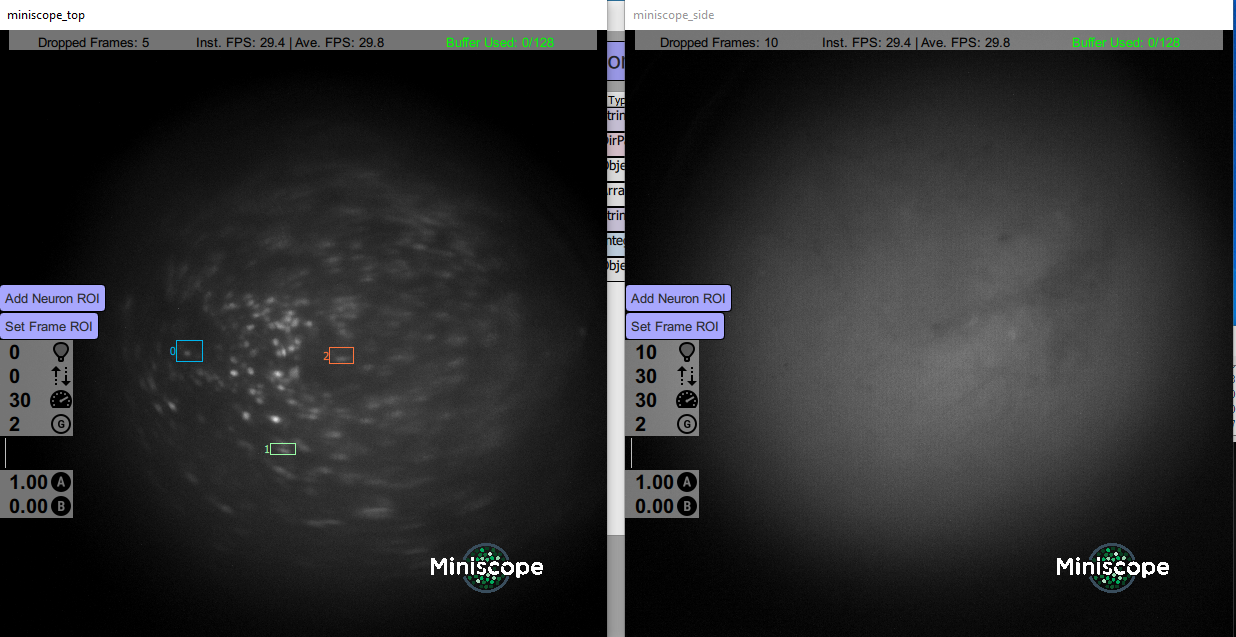 miniscope_top
Dropped Frames: 5 Inst. FPS: 29.4 | Ave. FPS: 29.8 Buffer Used: 0/128
Add Neuron ROI
Set Frame ROI
0
0
30
2 G
1.00 A
0.00 B
0
2
1
Miniscope
miniscope_side
Dropped Frames: 10 Inst. FPS: 29.4 | Ave. FPS: 29.8 Buffer Used: 0/128
Add Neuron ROI
Set Frame ROI
10
30
30
2 G
1.00 A
0.00 B
Miniscope